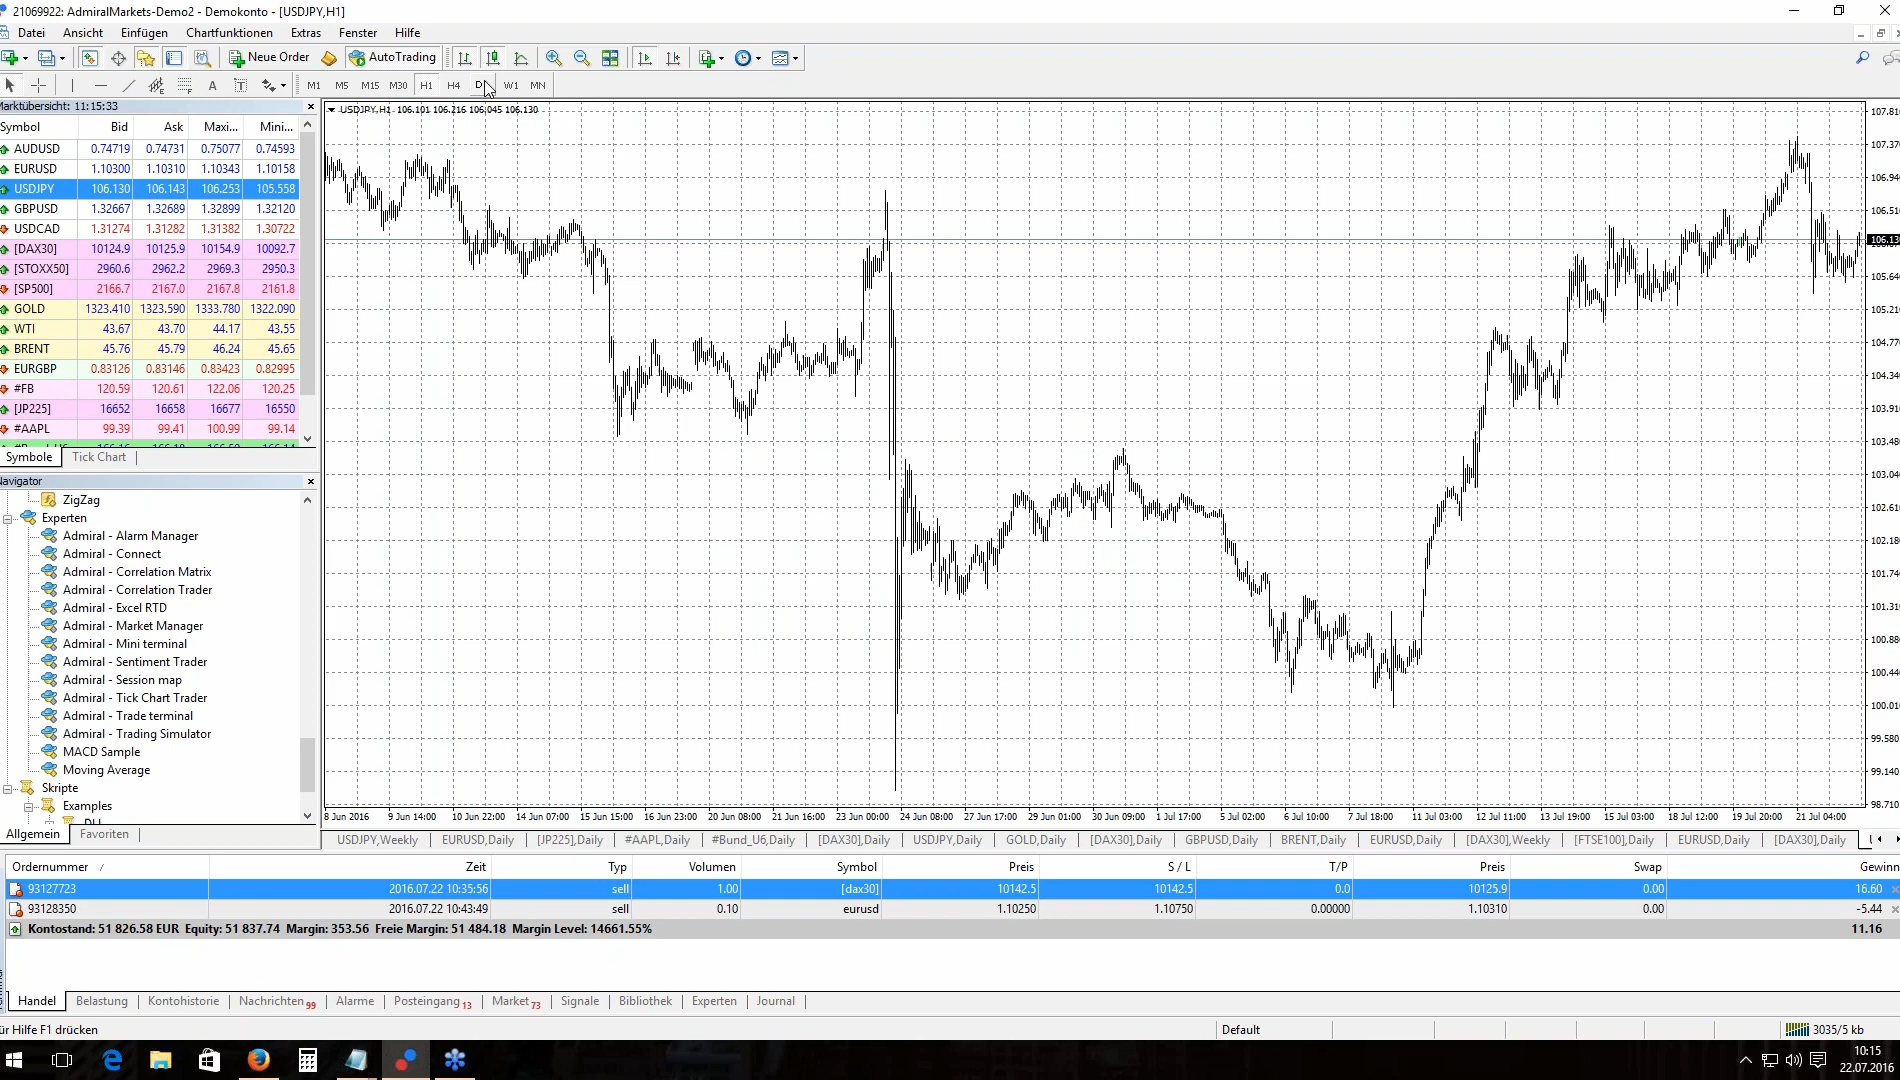 21069922: AdmiralMarkets-Demo2 - Demokonto - [USDJPY,H1]
Datei Ansicht Einfügen Chartfunktionen Extras Fenster Hilfe
Neue Order AutoTrading
M1 M5 M15 M30 H1 H4 D W1 MN
Marktübersicht: 11:15:33
Symbol Bid Ask Maxi... Mini...
AUDUSD 0.74719 0.74731 0.75077 0.74593
EURUSD 1.10300 1.10310 1.10343 1.10158
USDJPY 106.130 106.143 106.253 105.558
GBPUSD 1.32667 1.32689 1.32899 1.32120
USDCAD 1.31274 1.31282 1.31382 1.30722
[DAX30] 10124.9 10125.9 10154.9 10092.7
[STOXX50] 2960.6 2962.2 2969.3 2950.3
[SP500] 2166.7 2167.0 2167.8 2161.8
GOLD 1323.410 1323.590 1333.780 1322.090
WTI 43.67 43.70 44.17 43.55
BRENT 45.76 45.79 46.24 45.65
EURGBP 0.83126 0.83146 0.83423 0.82995
#FB 120.59 120.61 122.06 120.25
[JP225] 16652 16658 16677 16550
#AAPL 99.39 99.41 100.99 99.14
Symbole Tick Chart
Navigator
ZigZag
Experten
Admiral - Alarm Manager
Admiral - Connect
Admiral - Correlation Matrix
Admiral - Correlation Trader
Admiral - Excel RTD
Admiral - Market Manager
Admiral - Mini terminal
Admiral - Sentiment Trader
Admiral - Session map
Admiral - Tick Chart Trader
Admiral - Trade terminal
Admiral - Trading Simulator
MACD Sample
Moving Average
Skripte
Examples
DLL
Allgemein Favoriten
USDJPY,H1 106.101 106.216 106.045 106.130
107.810
107.370
106.940
106.510
106.130
105.640
105.210
104.770
104.340
103.910
103.480
103.040
102.610
102.180
101.740
101.310
100.880
100.440
100.010
99.580
99.140
98.710
8 Jun 2016 9 Jun 14:00 10 Jun 22:00 14 Jun 07:00 15 Jun 15:00 16 Jun 23:00 20 Jun 08:00 21 Jun 16:00 23 Jun 00:00 24 Jun 08:00 27 Jun 17:00 29 Jun 01:00 30 Jun 09:00 1 Jul 17:00 5 Jul 02:00 6 Jul 10:00 7 Jul 18:00 11 Jul 03:00 12 Jul 11:00 13 Jul 19:00 15 Jul 03:00 18 Jul 12:00 19 Jul 20:00 21 Jul 04:00
USDJPY,Weekly EURUSD,Daily [JP225],Daily #AAPL,Daily #Bund_U6,Daily [DAX30],Daily USDJPY,Daily GOLD,Daily [DAX30],Daily GBPUSD,Daily BRENT,Daily EURUSD,Daily [DAX30],Weekly [FTSE100],Daily EURUSD,Daily [DAX30],Daily
Ordernummer / Zeit Typ Volumen Symbol Preis S / L T/P Preis Swap Gewinn
93127723 2016.07.22 10:35:56 sell 1.00 [dax30] 10142.5 10142.5 0.0 10125.9 0.00 16.60
93128350 2016.07.22 10:43:49 sell 0.10 eurusd 1.10250 1.10750 0.00000 1.10310 0.00 -5.44
Kontostand: 51 826.58 EUR Equity: 51 837.74 Margin: 353.56 Freie Margin: 51 484.18 Margin Level: 14661.55% 11.16
Handel Belastung Kontohistorie Nachrichten 99 Alarme Posteingang 13 Market 73 Signale Bibliothek Experten Journal
ür Hilfe F1 drücken Default 3035/5 kb
10:15
22.07.2016